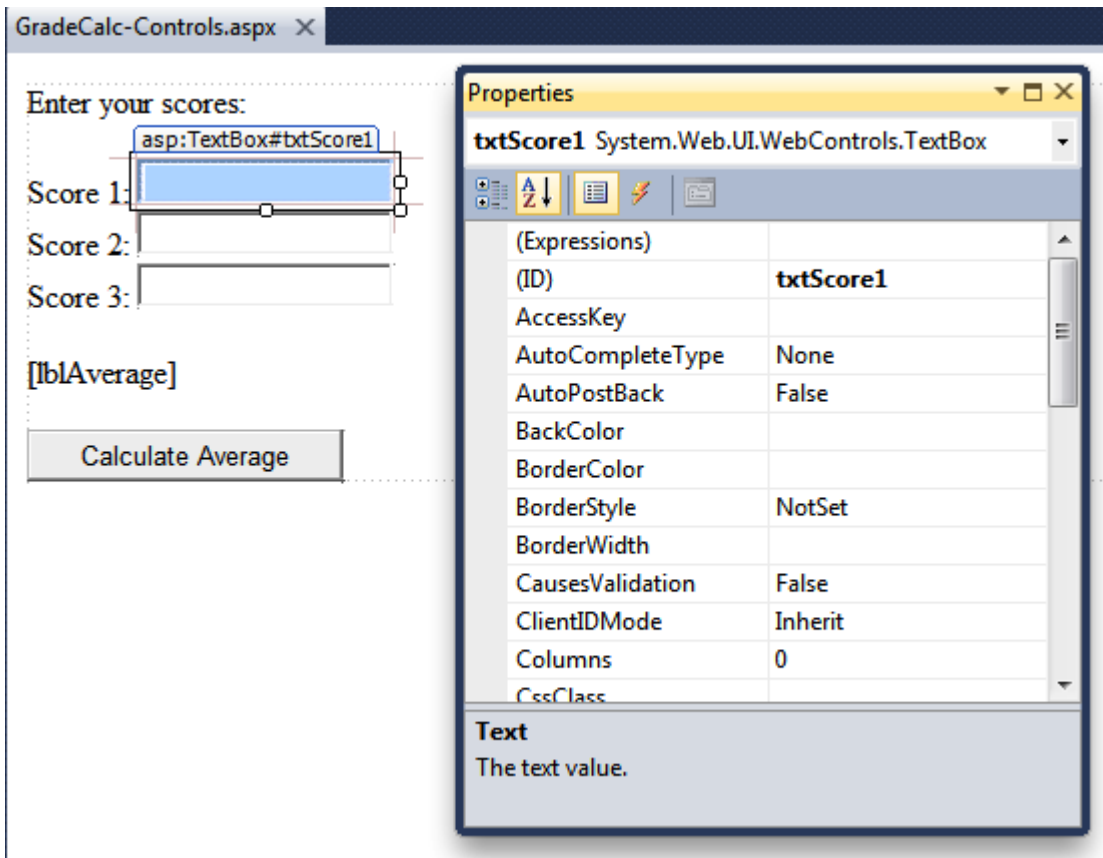 GradeCalc-Controls.aspx
Enter your scores:
asp:TextBox#txtScore1
Score 1:
Score 2:
Score 3:
[lblAverage]
Calculate Average
Properties
txtScore1 System.Web.UI.WebControls.TextBox
A
Z
(Expressions)
(ID) txtScore1
AccessKey
AutoCompleteType None
AutoPostBack False
BackColor
BorderColor
BorderStyle NotSet
BorderWidth
CausesValidation False
ClientIDMode Inherit
Columns 0
CssClass
Text
The text value.